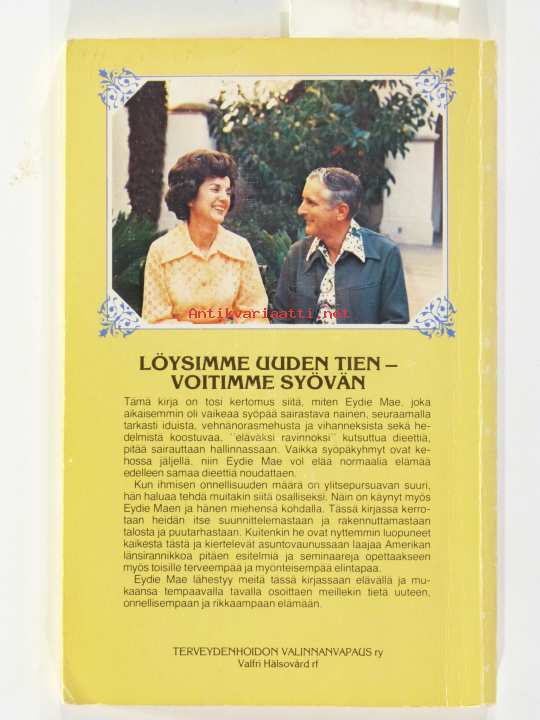 Antikvariaatti.net
LÖYSIMME UUDEN TIEN –
VOITIMME SYÖVÄN
Tämä kirja on tosi kertomus siitä, miten Eydie Mae, joka
aikaisemmin oli vaikeaa syöpää sairastava nainen, seuraamalla
tarkasti iduista, vehnänorasmehusta ja vihanneksista sekä he-
delmistä koostuvaa, ''eläväksi ravinnoksi'' kutsuttua dieettiä,
pitää sairauttaan hallinnassaan. Vaikka syöpäkyhmyt ovat ke-
hossa jäljellä, niin Eydie Mae voi elää normaalia elämää
edelleen samaa dieettiä noudattaen.
Kun ihmisen onnellisuuden määrä on ylitsepursuavan suuri,
hän haluaa tehdä muitakin siitä osalliseksi. Näin on käynyt myös
Eydie Maen ja hänen miehensä kohdalla. Tässä kirjassa kerro-
taan heidän itse suunnittelemastaan ja rakennuttamastaan
talosta ja puutarhastaan. Kuitenkin he ovat nyttemmin luopuneet
kaikesta tästä ja kiertelevät asuntovaunussaan laajaa Amerikan
länsirannikkoa pitäen esitelmiä ja seminaareja opettaakseen
myös toisille terveempää ja myönteisempää elintapaa.
Eydie Mae lähestyy meitä tässä kirjassaan elävällä ja mu-
kaansa tempaavalla tavalla osoittaen meillekin tietä uuteen,
onnellisempaan ja rikkaampaan elämään.
TERVEYDENHOIDON VALINNANVAPAUS ry
Valfri Hälsovård rf